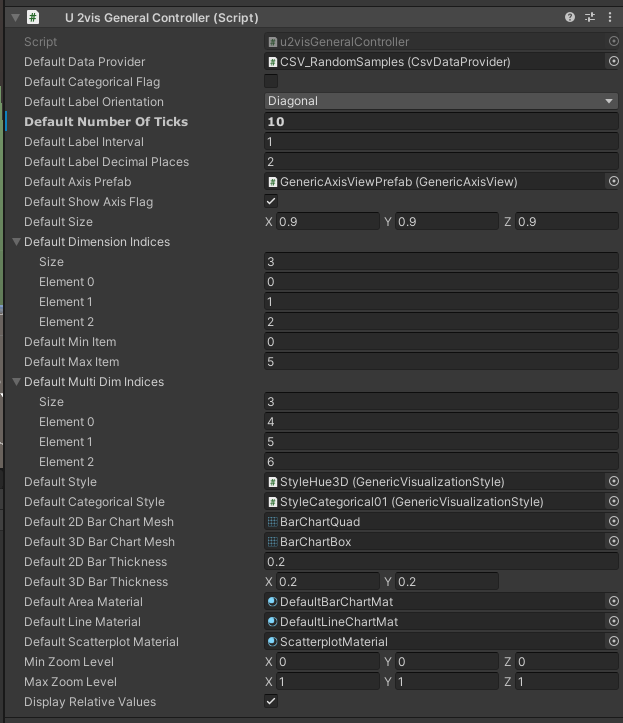 U 2vis General Controller (Script)
Script u2visGeneralController
Default Data Provider CSV_RandomSamples (CsvDataProvider)
Default Categorical Flag
Default Label Orientation Diagonal
Default Number Of Ticks 10
Default Label Interval 1
Default Label Decimal Places 2
Default Axis Prefab GenericAxisViewPrefab (GenericAxisView)
Default Show Axis Flag
Default Size X 0.9 Y 0.9 Z 0.9
Default Dimension Indices
Size 3
Element 0 0
Element 1 1
Element 2 2
Default Min Item 0
Default Max Item 5
Default Multi Dim Indices
Size 3
Element 0 4
Element 1 5
Element 2 6
Default Style StyleHue3D (GenericVisualizationStyle)
Default Categorical Style StyleCategorical01 (GenericVisualizationStyle)
Default 2D Bar Chart Mesh BarChartQuad
Default 3D Bar Chart Mesh BarChartBox
Default 2D Bar Thickness 0.2
Default 3D Bar Thickness X 0.2 Y 0.2
Default Area Material DefaultBarChartMat
Default Line Material DefaultLineChartMat
Default Scatterplot Material ScatterplotMaterial
Min Zoom Level X 0 Y 0 Z 0
Max Zoom Level X 1 Y 1 Z 1
Display Relative Values